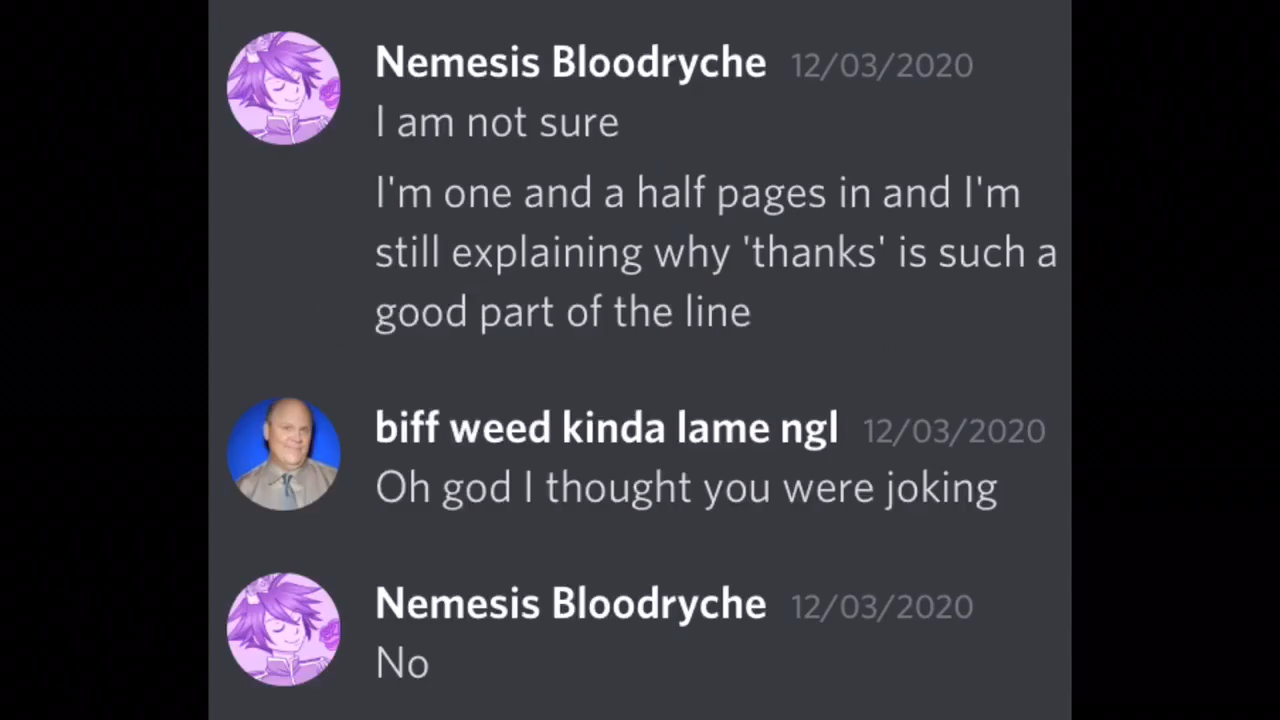 Nemesis Bloodryche 12/03/2020
I am not sure
I'm one and a half pages in and I'm
still explaining why 'thanks' is such a
good part of the line
biff weed kinda lame ngl 12/03/2020
Oh god I thought you were joking
Nemesis Bloodryche 12/03/2020
No